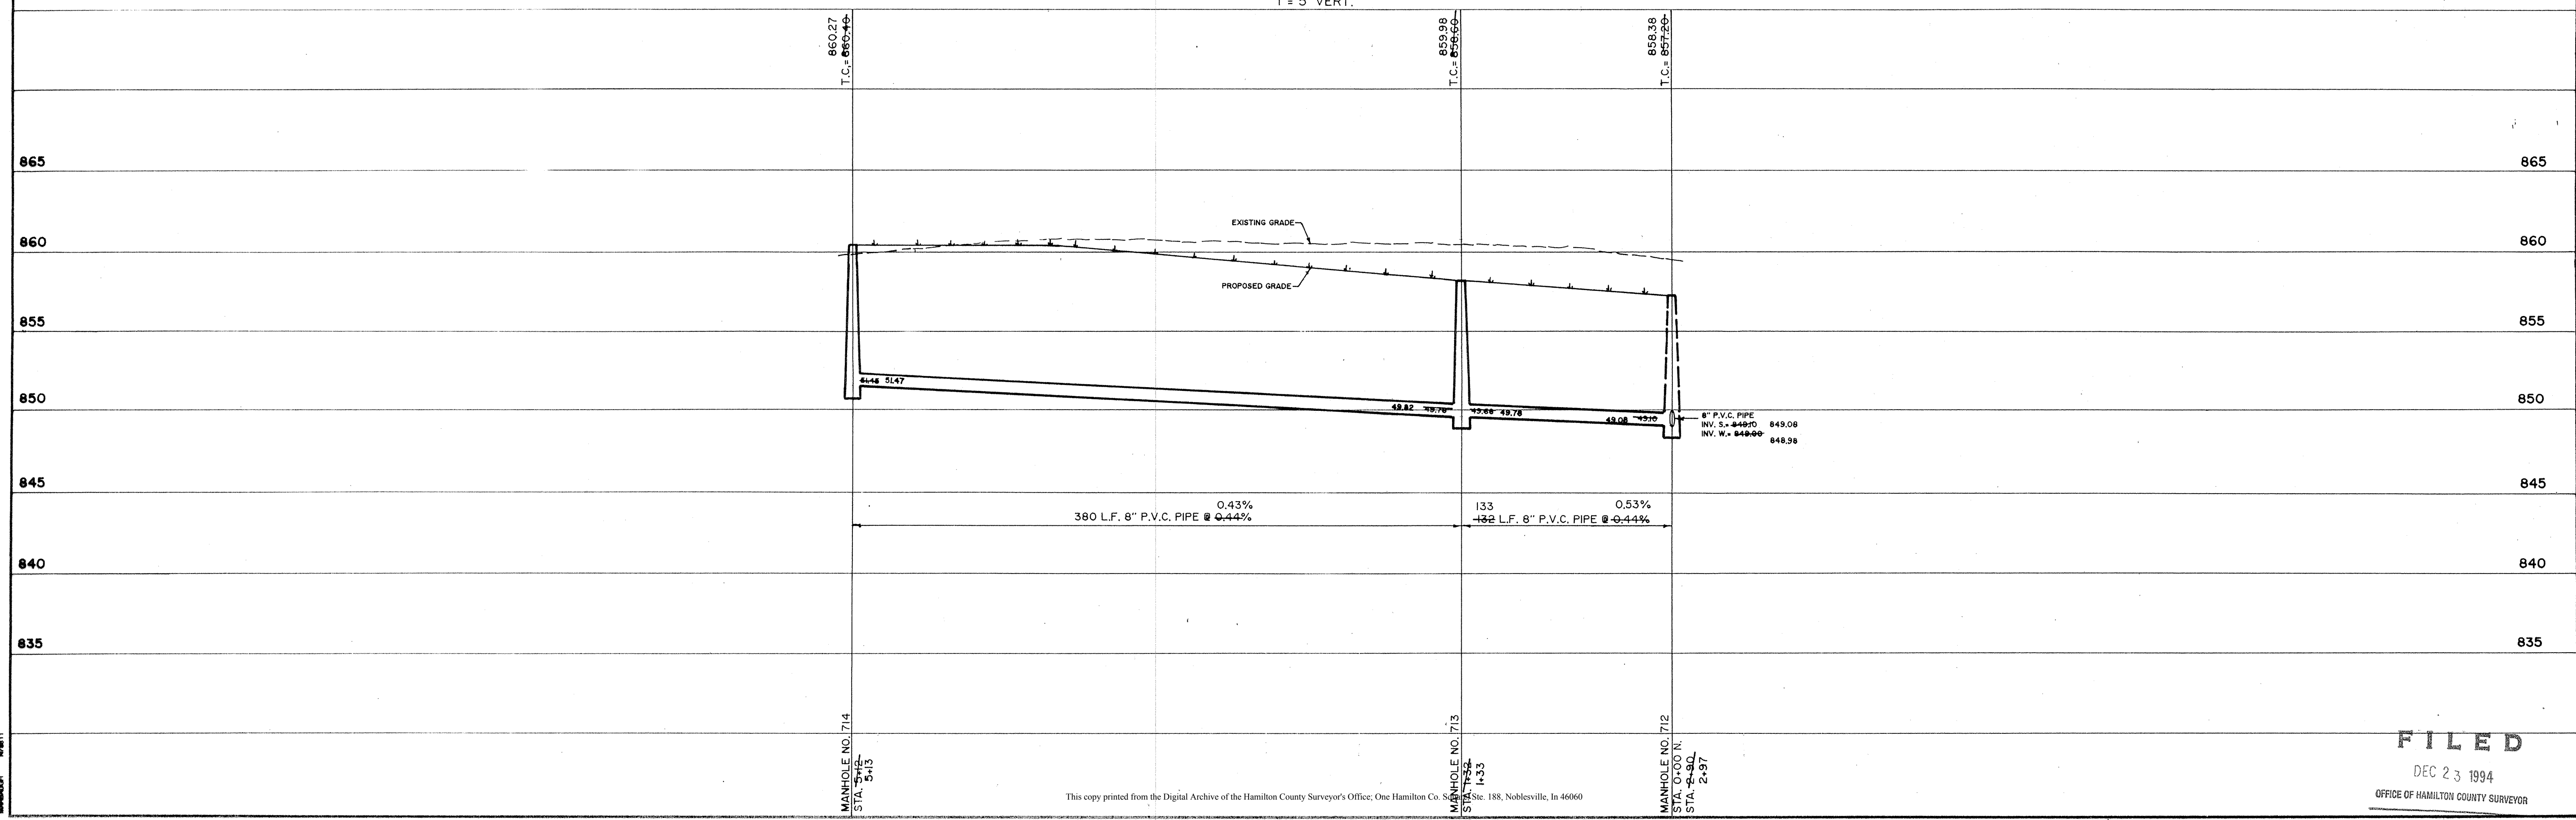 1"= 5' VERT.
860.27
T.C.= 860.40
859.98
T.C.= 858.60
858.38
T.C.= 857.20
865
865
EXISTING GRADE
860
860
PROPOSED GRADE
855
855
51.45 51.47
850
850
49.82 49.78
49.68 49.78
49.08 49.10
8" P.V.C. PIPE
INV. S.= 849.10 849.08
INV. W.= 849.00 848.98
845
845
0.43%
380 L.F. 8" P.V.C. PIPE @ 0.44%
133 0.53%
132 L.F. 8" P.V.C. PIPE @ 0.44%
840
840
835
835
MANHOLE NO. 714
STA. 5+12
5+13
MANHOLE NO. 713
STA. 1+32
1+33
MANHOLE NO. 712
STA. 0+00 N.
STA. 2+90
2+97
FILED
DEC 23 1994
OFFICE OF HAMILTON COUNTY SURVEYOR
This copy printed from the Digital Archive of the Hamilton County Surveyor's Office; One Hamilton Co. Ste. 188, Noblesville, In 46060